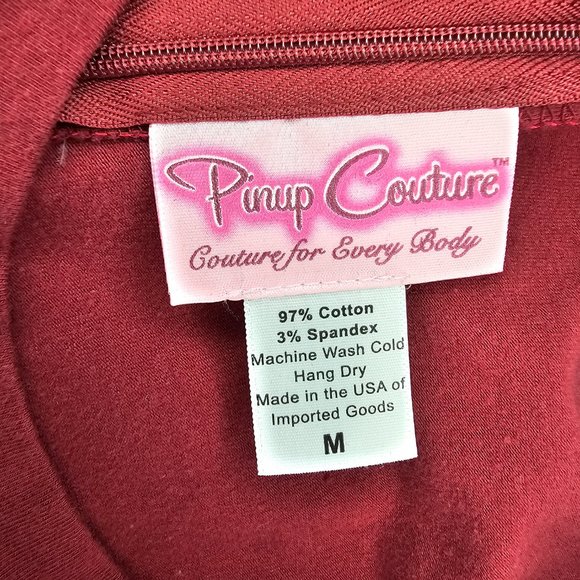 Pinup Couture™
Couture for Every Body
97% Cotton
3% Spandex
Machine Wash Cold
Hang Dry
Made in the USA of
Imported Goods
M